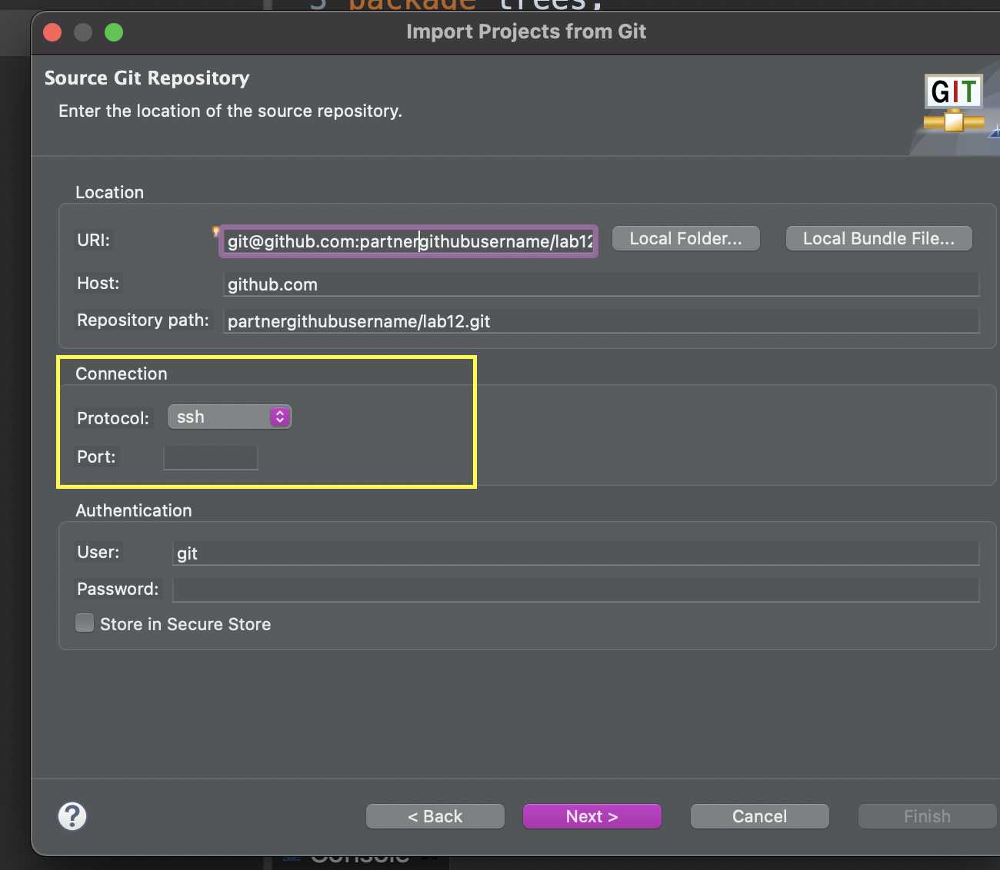 3 package trees;
Import Projects from Git
Source Git Repository
Enter the location of the source repository.
GIT
Location
URI: git@github.com:partnergithubusername/lab12 Local Folder... Local Bundle File...
Host: github.com
Repository path: partnergithubusername/lab12.git
Connection
Protocol: ssh
Port:
Authentication
User: git
Password:
Store in Secure Store
? < Back Next > Cancel Finish
Console